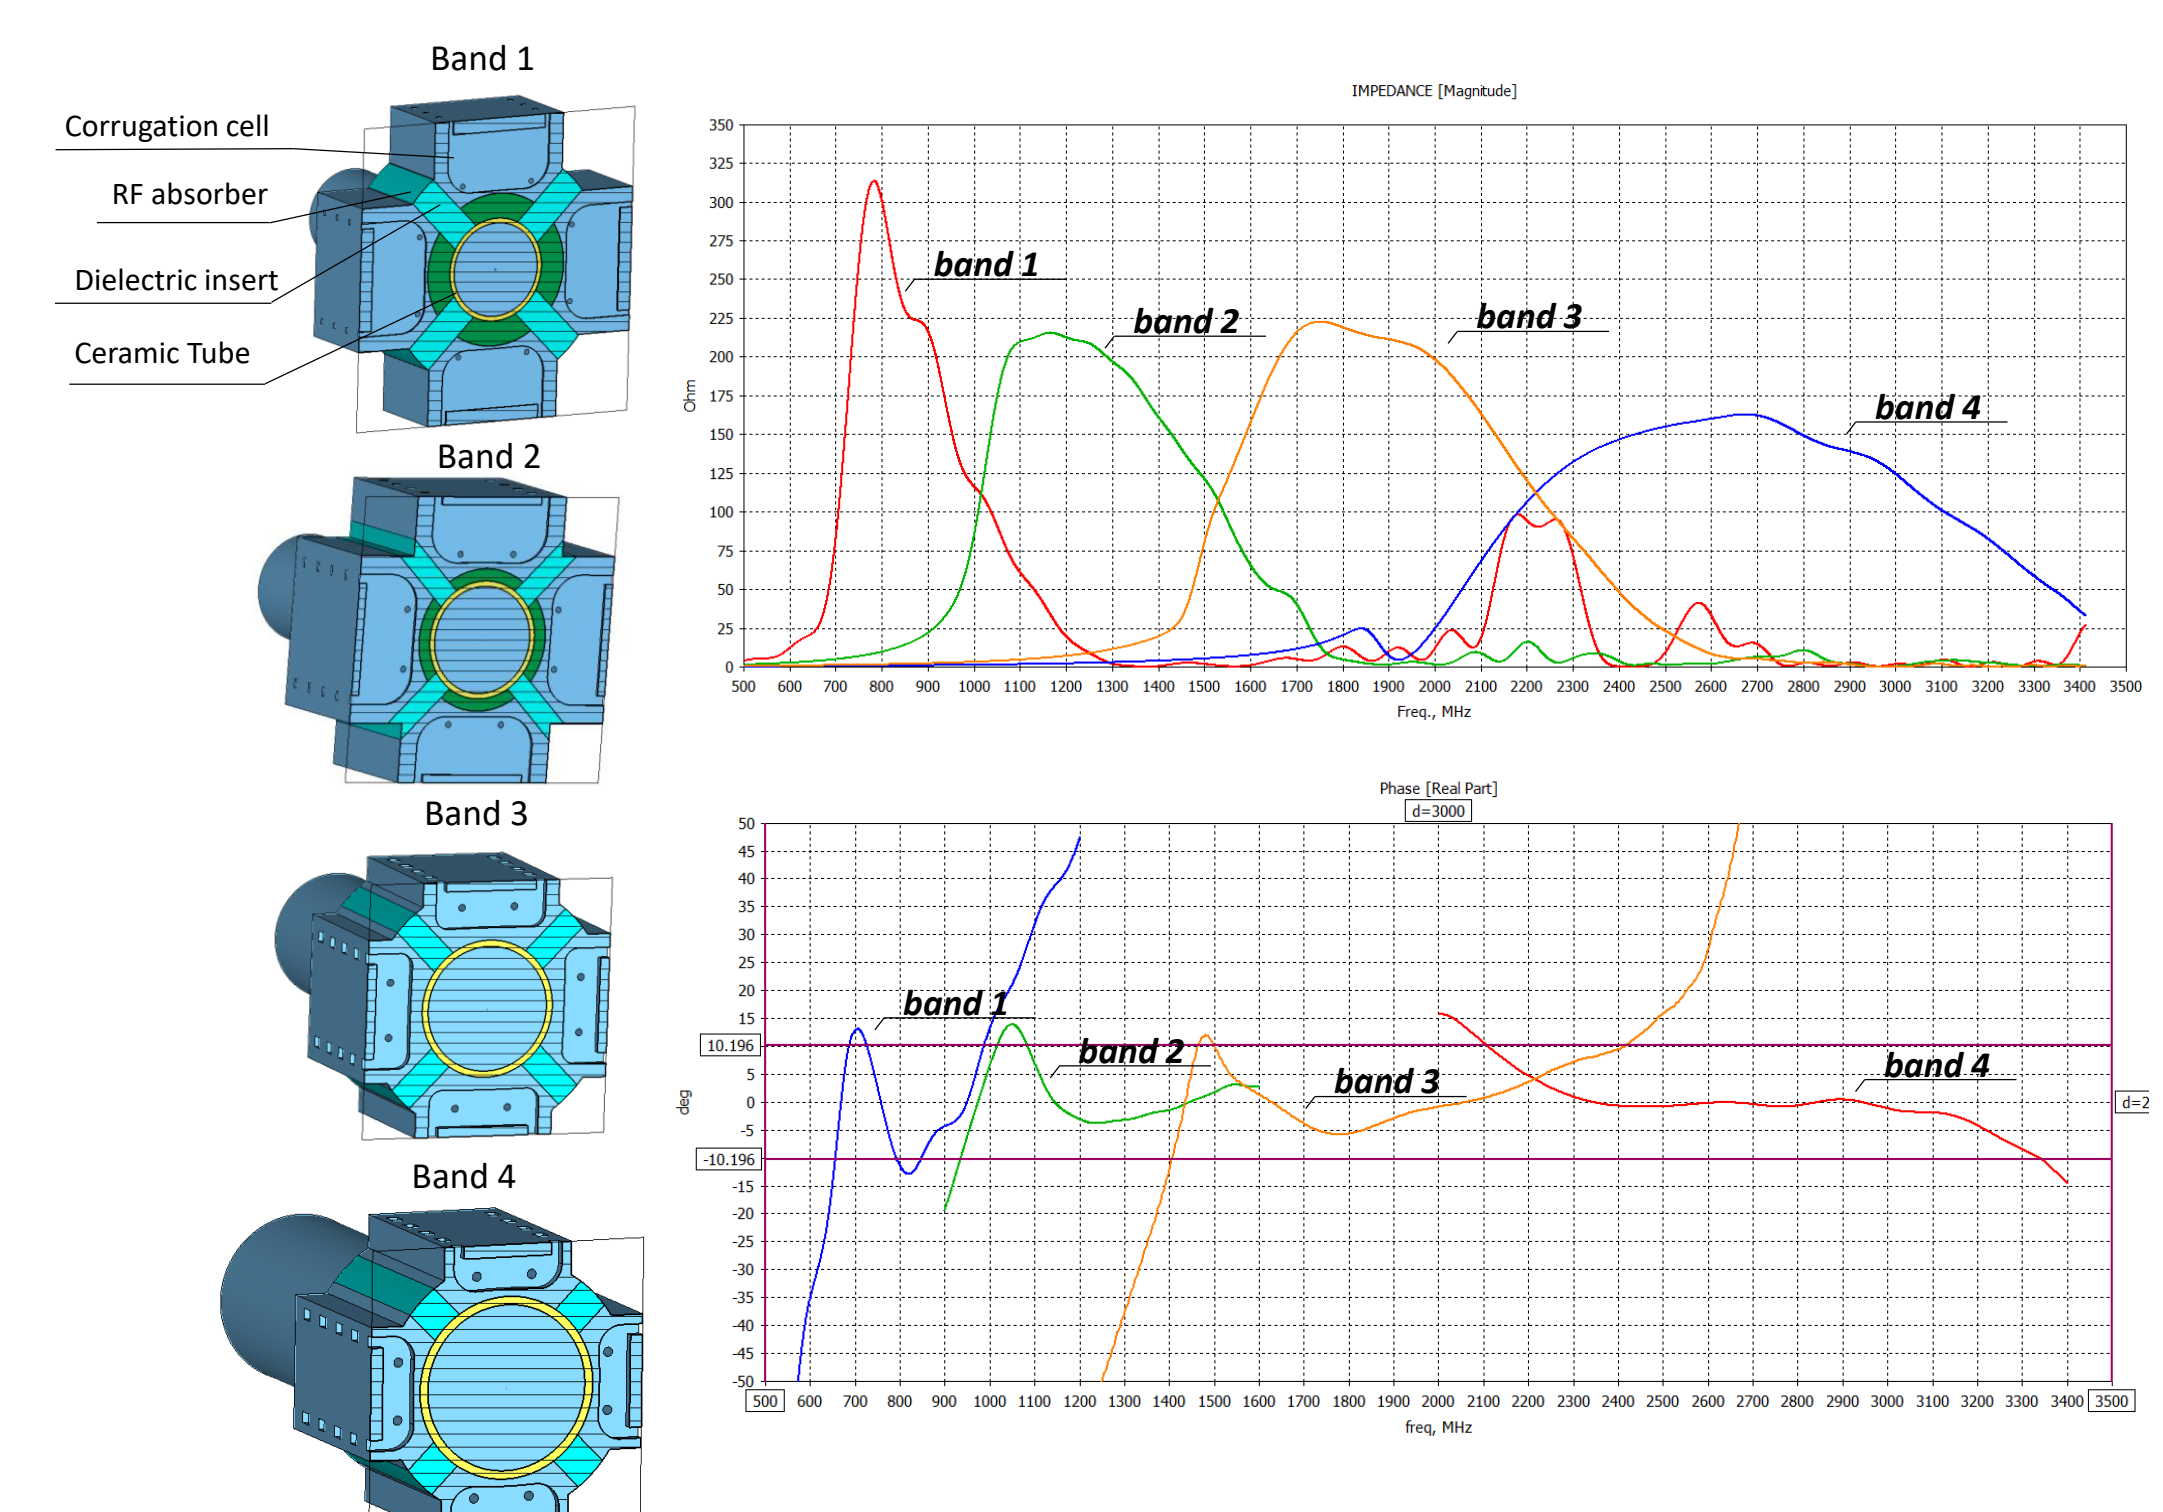 Band 1
Corrugation cell
RF absorber
Dielectric insert
Ceramic Tube
Band 2
Band 3
Band 4
IMPEDANCE [Magnitude]
350
325
300
275
250
225
200
175
150
125
100
75
50
25
0
Ohm
band 1
band 2
band 3
band 4
500 600 700 800 900 1000 1100 1200 1300 1400 1500 1600 1700 1800 1900 2000 2100 2200 2300 2400 2500 2600 2700 2800 2900 3000 3100 3200 3300 3400 3500
Freq., MHz
Phase [Real Part]
d=3000
50
45
40
35
30
25
20
15
10.196
5
0
-5
-10.196
-15
-20
-25
-30
-35
-40
-45
-50
deg
band 1
band 2
band 3
band 4
d=2
500 600 700 800 900 1000 1100 1200 1300 1400 1500 1600 1700 1800 1900 2000 2100 2200 2300 2400 2500 2600 2700 2800 2900 3000 3100 3200 3300 3400 3500
freq, MHz